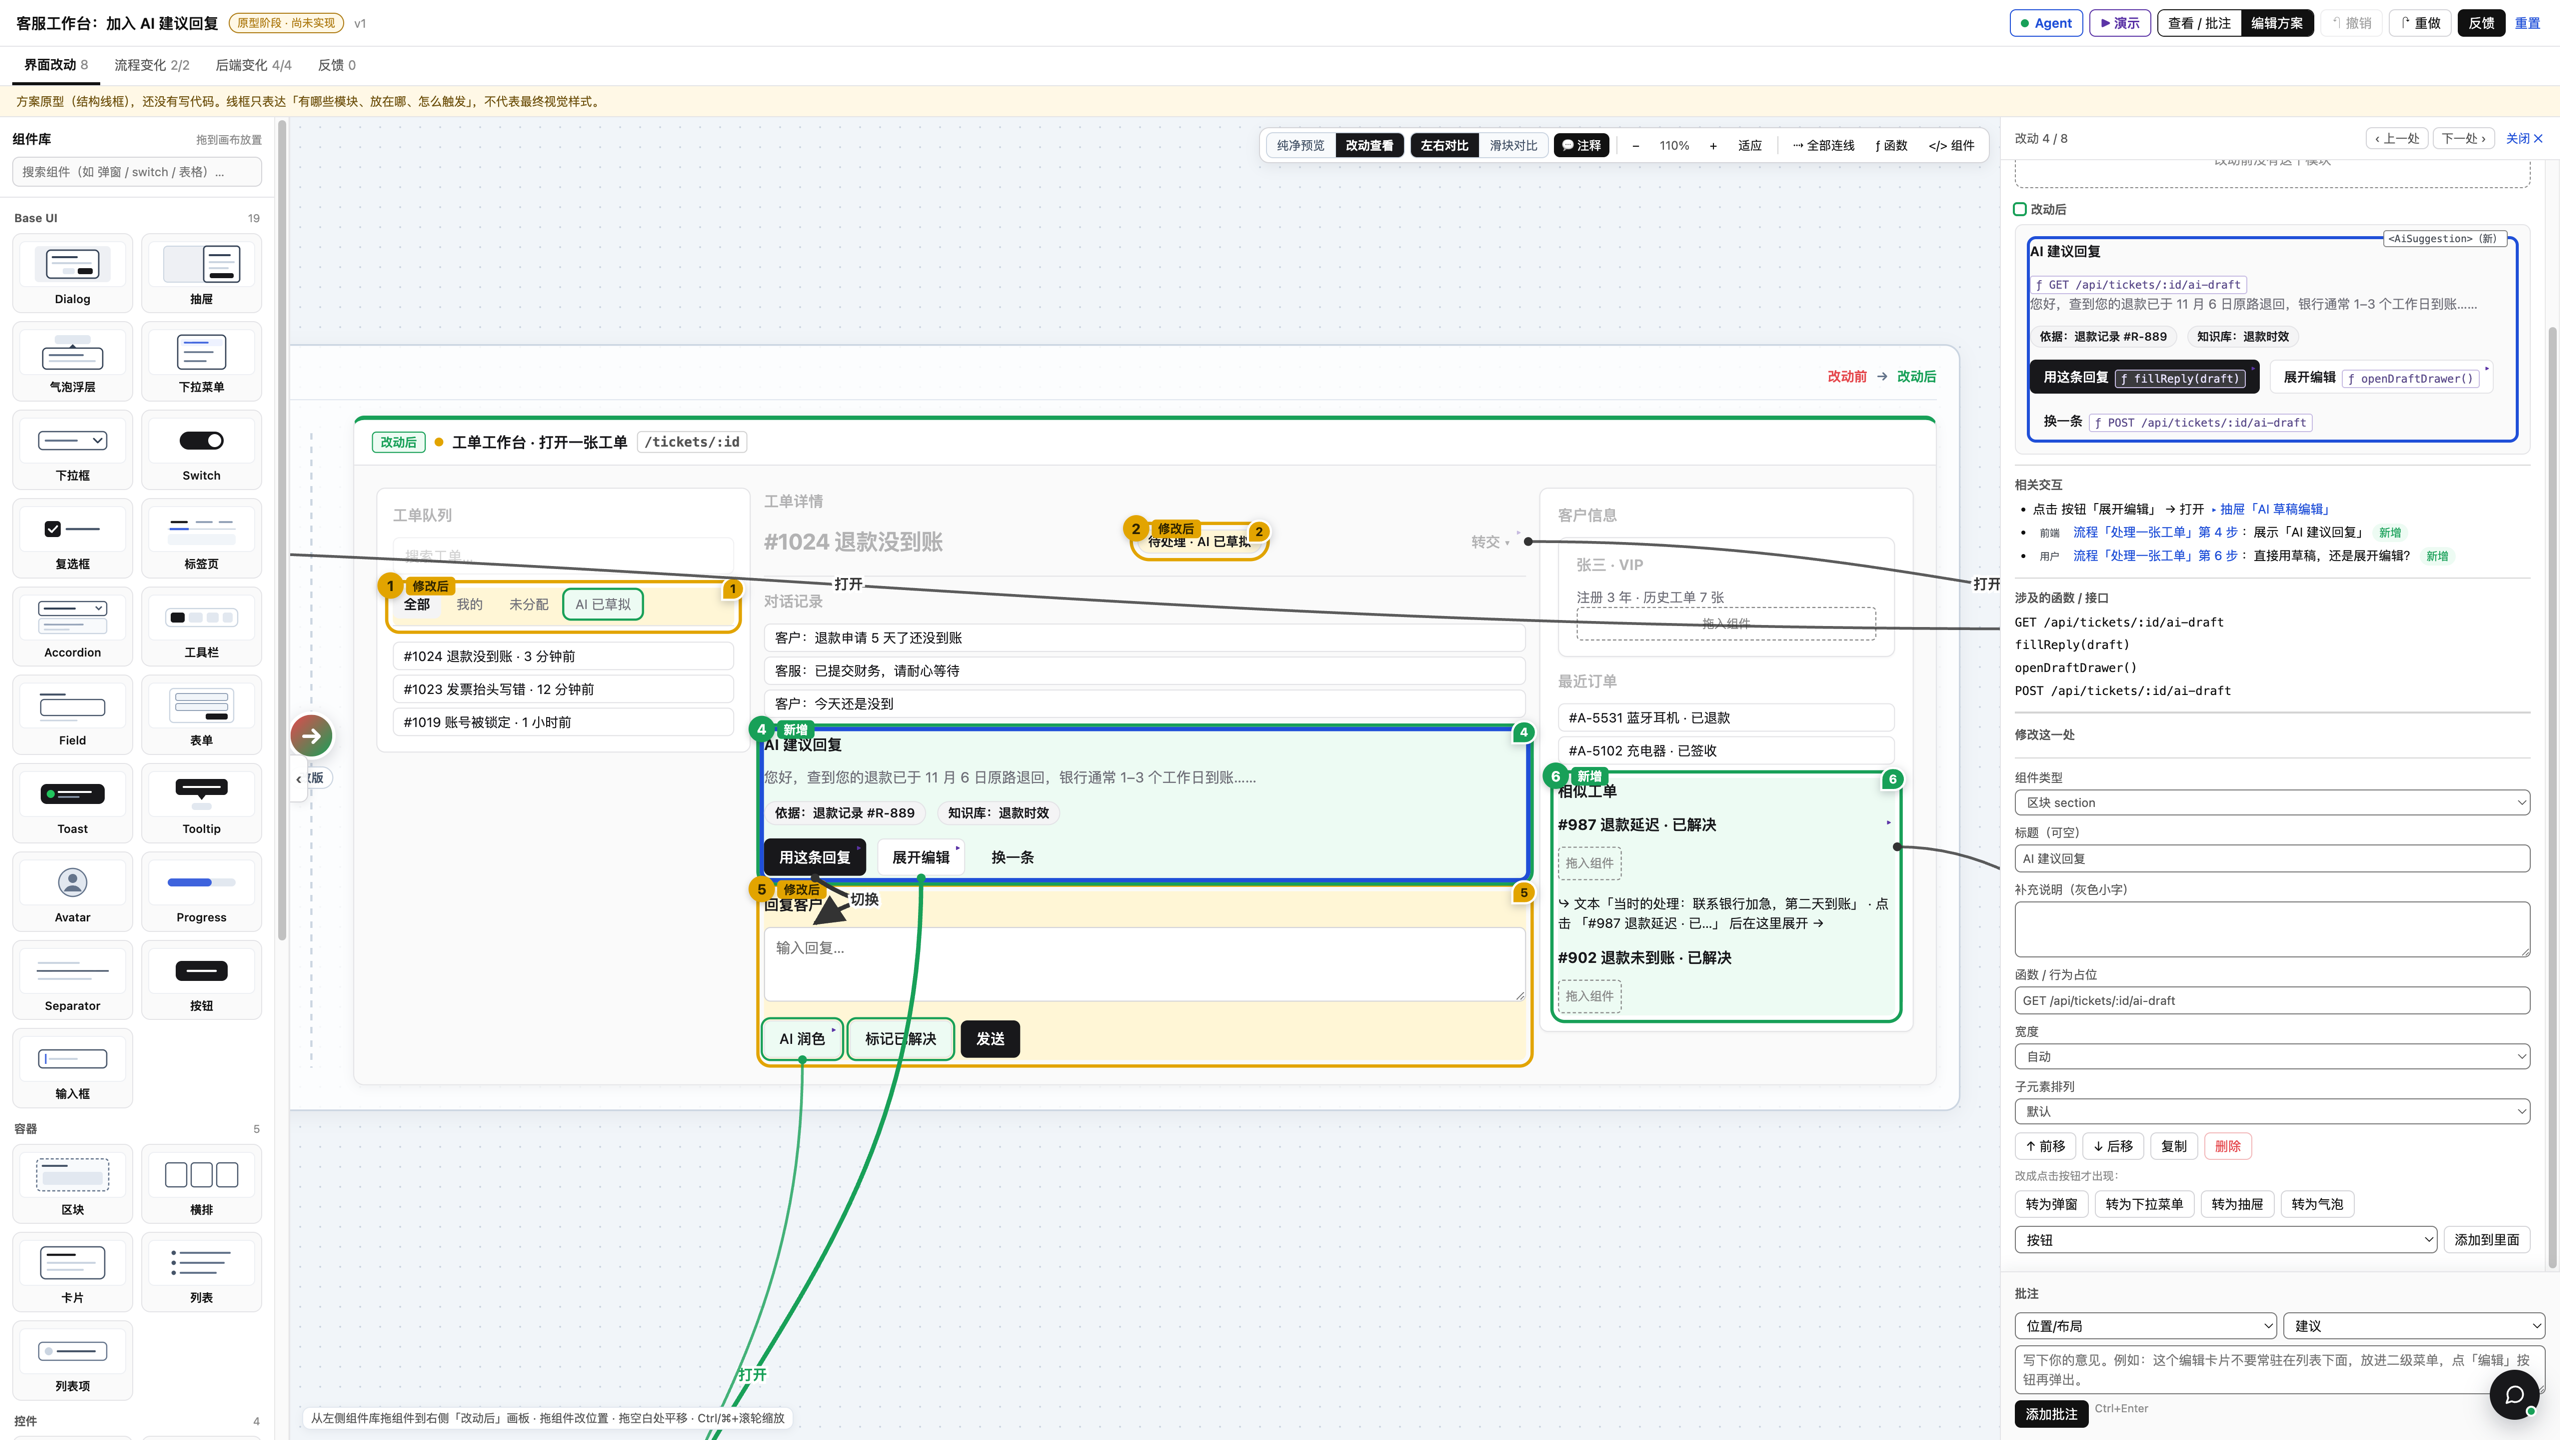 客服工作台：加入 AI 建议回复 原型阶段 · 尚未实现 v1
Agent 演示 查看 / 批注 编辑方案 撤销 重做 反馈 重置
界面改动 8 流程变化 2/2 后端变化 4/4 反馈 0
方案原型（结构线框），还没有写代码。线框只表达「有哪些模块、放在哪、怎么触发」，不代表最终视觉样式。
组件库 拖到画布放置
搜索组件（如 弹窗 / switch / 表格）...
Base UI 19
Dialog 抽屉
气泡浮层 下拉菜单
下拉框 Switch
复选框 标签页
Accordion 工具栏
Field 表单
Toast Tooltip
Avatar Progress
Separator 按钮
输入框
容器 5
区块 横排
卡片 列表
列表项
控件 4
纯净预览 改动查看 左右对比 滑块对比 注释 − 110% + 适应 全部连线 ƒ 函数 </> 组件
改动前 → 改动后
改动后 工单工作台 · 打开一张工单 /tickets/:id
工单队列
搜索工单...
1 修改后 1
全部 我的 未分配 AI 已草拟
#1024 退款没到账 · 3 分钟前
#1023 发票抬头写错 · 12 分钟前
#1019 账号被锁定 · 1 小时前
版
工单详情
#1024 退款没到账
2 修改后 2
待处理 · AI 已草拟
转交
打开
打开
对话记录
客户：退款申请 5 天了还没到账
客服：已提交财务，请耐心等待
客户：今天还是没到
4 新增 4
AI 建议回复
您好，查到您的退款已于 11 月 6 日原路退回，银行通常 1–3 个工作日到账……
依据：退款记录 #R-889 知识库：退款时效
用这条回复 展开编辑 换一条
5 修改后 5
切换
回复客户
输入回复...
AI 润色 标记已解决 发送
打开
客户信息
张三 · VIP
注册 3 年 · 历史工单 7 张
拖入组件
最近订单
#A-5531 蓝牙耳机 · 已退款
#A-5102 充电器 · 已签收
6 新增 6
相似工单
#987 退款延迟 · 已解决
拖入组件
↪ 文本「当时的处理：联系银行加急，第二天到账」 · 点
击 「#987 退款延迟 · 已…」 后在这里展开 →
#902 退款未到账 · 已解决
拖入组件
从左侧组件库拖组件到右侧「改动后」画板 · 拖组件改位置 · 拖空白处平移 · Ctrl/⌘+滚轮缩放
改动 4 / 8 ‹ 上一处 下一处 › 关闭 ✕
改动前没有这个模块
改动后
<AiSuggestion>（新）
AI 建议回复
ƒ GET /api/tickets/:id/ai-draft
您好，查到您的退款已于 11 月 6 日原路退回，银行通常 1–3 个工作日到账……
依据：退款记录 #R-889 知识库：退款时效
用这条回复 ƒ fillReply(draft) 展开编辑 ƒ openDraftDrawer()
换一条 ƒ POST /api/tickets/:id/ai-draft
相关交互
• 点击 按钮「展开编辑」 → 打开 ▸ 抽屉「AI 草稿编辑」
• 前端 流程「处理一张工单」第 4 步： 展示「AI 建议回复」 新增
• 用户 流程「处理一张工单」第 6 步： 直接用草稿，还是展开编辑？ 新增
涉及的函数 / 接口
GET /api/tickets/:id/ai-draft
fillReply(draft)
openDraftDrawer()
POST /api/tickets/:id/ai-draft
修改这一处
组件类型
区块 section
标题（可空）
AI 建议回复
补充说明（灰色小字）
函数 / 行为占位
GET /api/tickets/:id/ai-draft
宽度
自动
子元素排列
默认
↑ 前移 ↓ 后移 复制 删除
改成点击按钮才出现：
转为弹窗 转为下拉菜单 转为抽屉 转为气泡
按钮 添加到里面
批注
位置/布局 建议
写下你的意见。例如：这个编辑卡片不要常驻在列表下面，放进二级菜单，点「编辑」按
钮再弹出。
添加批注 Ctrl+Enter